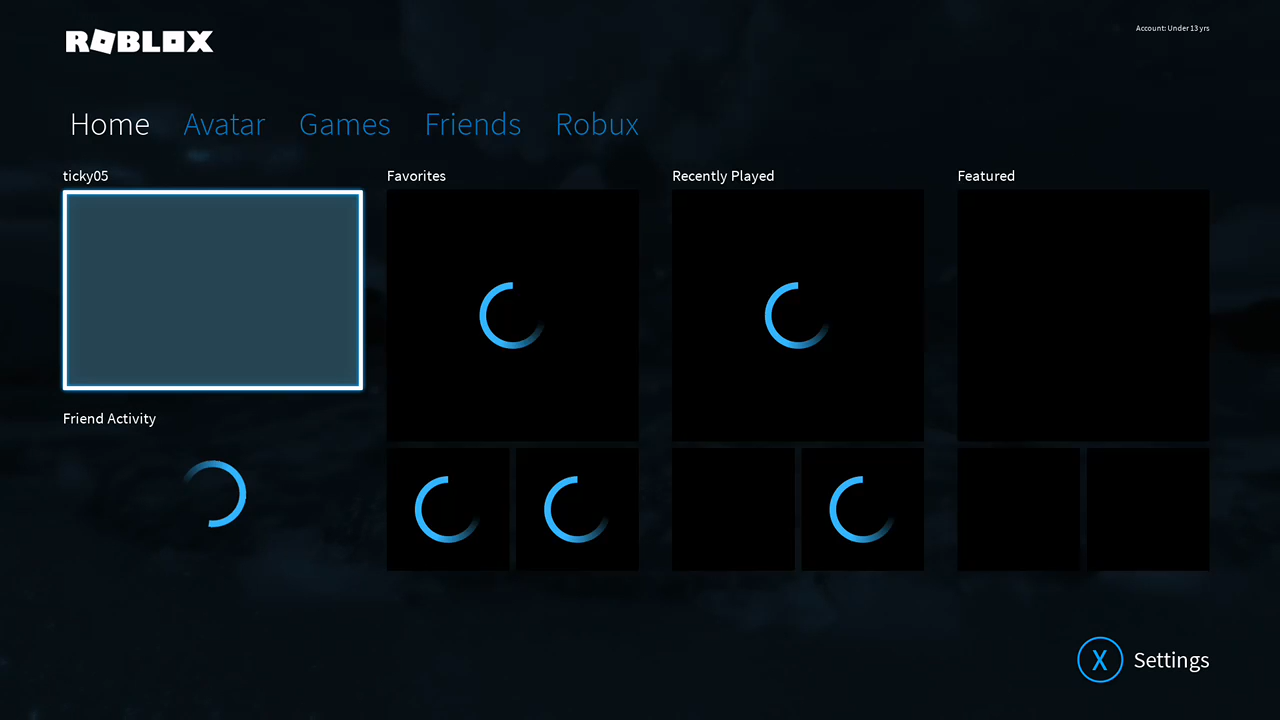 ROBLOX
Account: Under 13 yrs
Home Avatar Games Friends Robux
ticky05 Favorites Recently Played Featured
Friend Activity
X Settings